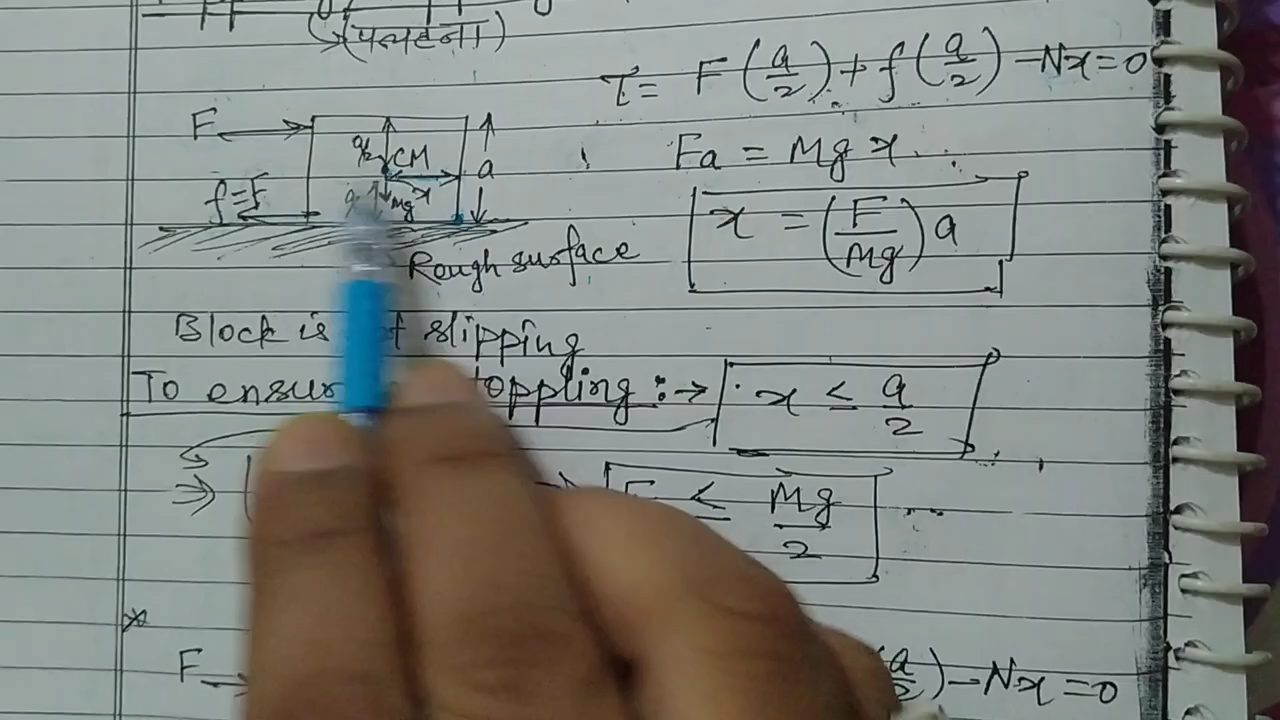 (पलटना)
τ = F(a/2) + f(a/2) - Nx = 0
F
a/2 CM
a
Fa = Mg x
f=F
Mg x
x = (F/Mg) a
Rough surface
Block is slipping
To ensur toppling :→ x ≤ a/2
⇒ ≤ Mg/2
*
F
(a/2) - Nx = 0